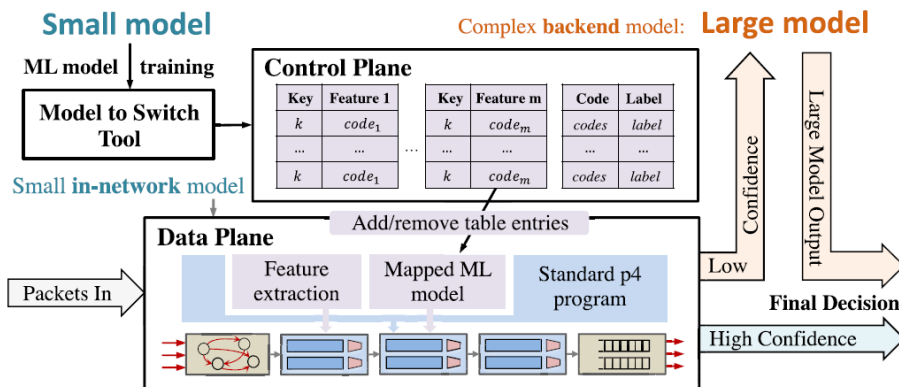 Small model
Complex backend model: Large model
ML model training
Model to Switch
Tool
Control Plane
Key Feature 1
k code₁
... ...
k code₁
...
Key Feature m
k codeₘ
... ...
k codeₘ
Code Label
codes label
... ...
codes label
Small in-network model
Add/remove table entries
Data Plane
Packets In
Feature
extraction
Mapped ML
model
Standard p4
program
Low
Confidence
Large Model Output
Final Decision
High Confidence